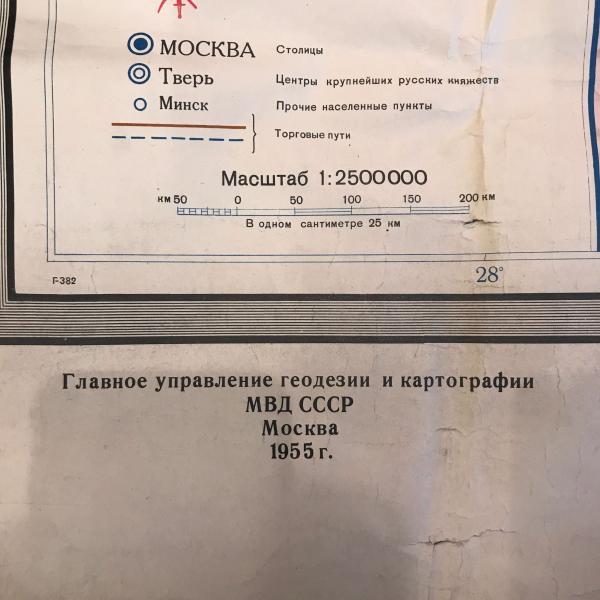 МОСКВА Столицы
Тверь Центры крупнейших русских княжеств
Минск Прочие населенные пункты
Торговые пути
Масштаб 1:2500000
км 50 0 50 100 150 200 км
В одном сантиметре 25 км
Г-382
28°
Главное управление геодезии и картографии
МВД СССР
Москва
1955 г.